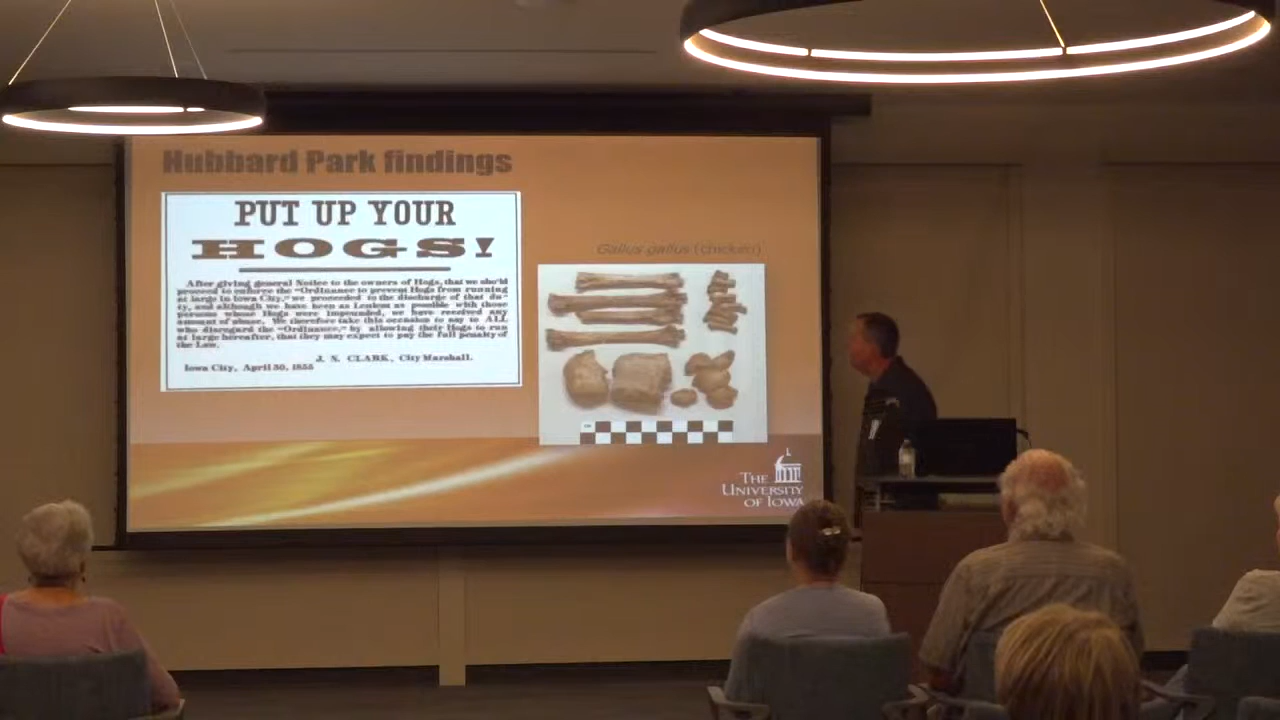 Hubbard Park findings
PUT UP YOUR
HOGS!
After giving general Notice to the owners of Hogs, that we sho'ld
proceed to enforce the "Ordinance to prevent Hogs from running
at large in Iowa City," we proceeded to the discharge of that du-
ty, and although we have been as Lenient as possible with those
persons whose Hogs were impounded, we have received any
amount of abuse. We therefore take this occasion to say to ALL
who disregard the "Ordinance," by allowing their Hogs to run
at large hereafter, that they may expect to pay the full penalty of
the Law.
J. N. CLARK, City Marshall.
Iowa City, April 30, 1855
Gallus gallus (chicken)
THE
UNIVERSITY
OF IOWA